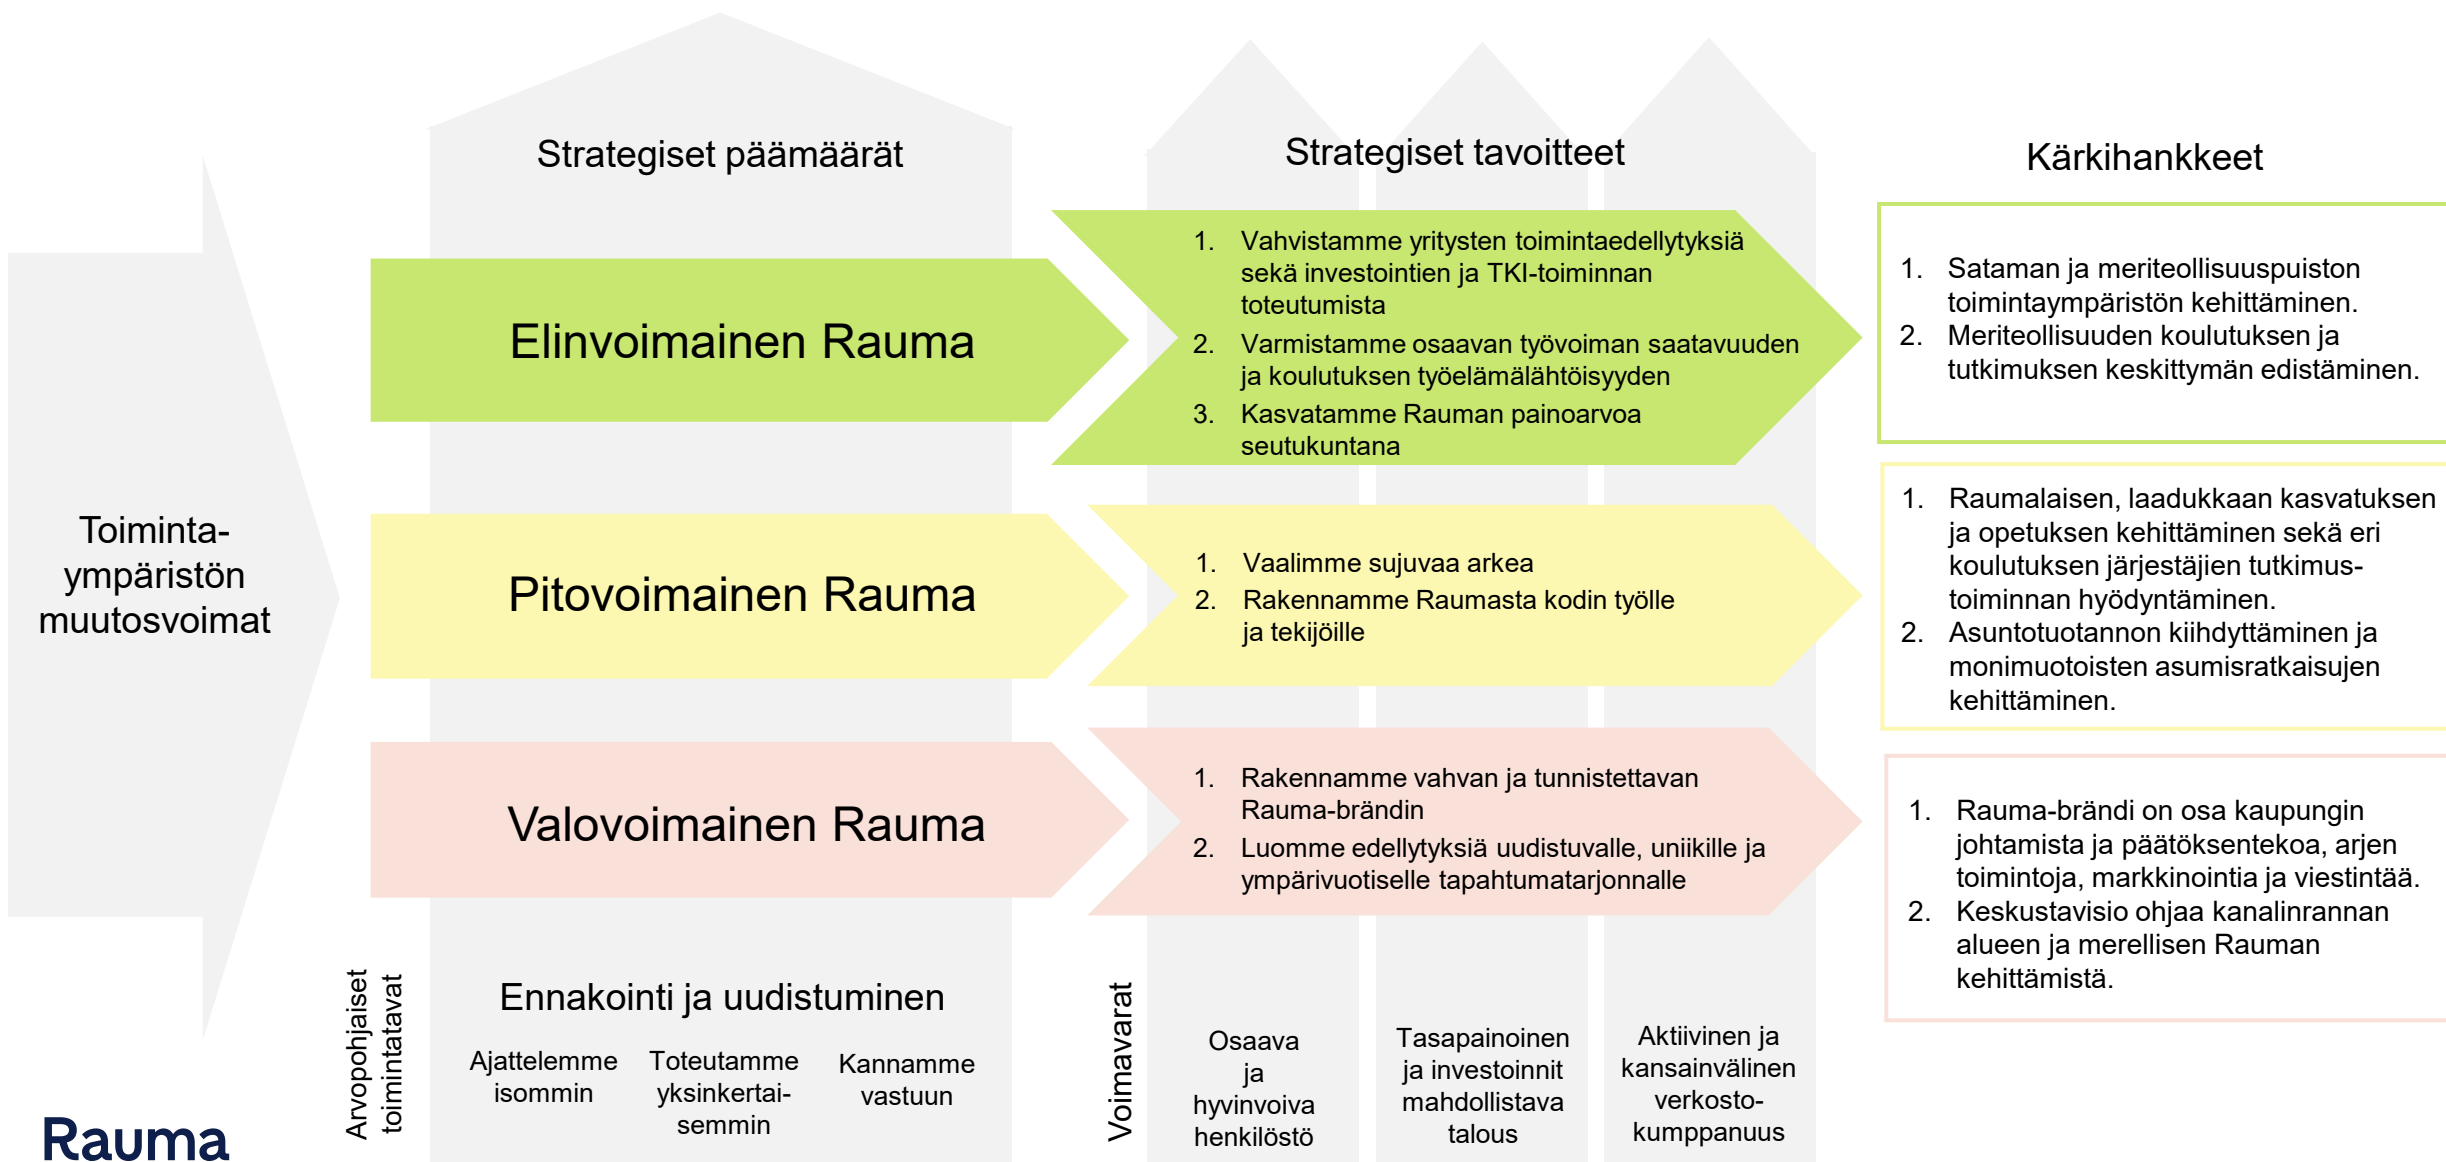 Strategiset päämäärät
Strategiset tavoitteet
Kärkihankkeet
Toiminta-
ympäristön
muutosvoimat
Elinvoimainen Rauma
1. Vahvistamme yritysten toimintaedellytyksiä
sekä investointien ja TKI-toiminnan
toteutumista
2. Varmistamme osaavan työvoiman saatavuuden
ja koulutuksen työelämälähtöisyyden
3. Kasvatamme Rauman painoarvoa
seutukuntana
1. Sataman ja meriteollisuuspuiston
toimintaympäristön kehittäminen.
2. Meriteollisuuden koulutuksen ja
tutkimuksen keskittymän edistäminen.
Pitovoimainen Rauma
1. Vaalimme sujuvaa arkea
2. Rakennamme Raumasta kodin työlle
ja tekijöille
1. Raumalaisen, laadukkaan kasvatuksen
ja opetuksen kehittäminen sekä eri
koulutuksen järjestäjien tutkimus-
toiminnan hyödyntäminen.
2. Asuntotuotannon kiihdyttäminen ja
monimuotoisten asumisratkaisujen
kehittäminen.
Valovoimainen Rauma
1. Rakennamme vahvan ja tunnistettavan
Rauma-brändin
2. Luomme edellytyksiä uudistuvalle, uniikille ja
ympärivuotiselle tapahtumatarjonnalle
1. Rauma-brändi on osa kaupungin
johtamista ja päätöksentekoa, arjen
toimintoja, markkinointia ja viestintää.
2. Keskustavisio ohjaa kanalinrannan
alueen ja merellisen Rauman
kehittämistä.
Arvopohjaiset
toimintatavat
Ennakointi ja uudistuminen
Ajattelemme
isommin
Toteutamme
yksinkertai-
semmin
Kannamme
vastuun
Voimavarat
Osaava
ja
hyvinvoiva
henkilöstö
Tasapainoinen
ja investoinnit
mahdollistava
talous
Aktiivinen ja
kansainvälinen
verkosto-
kumppanuus
Rauma